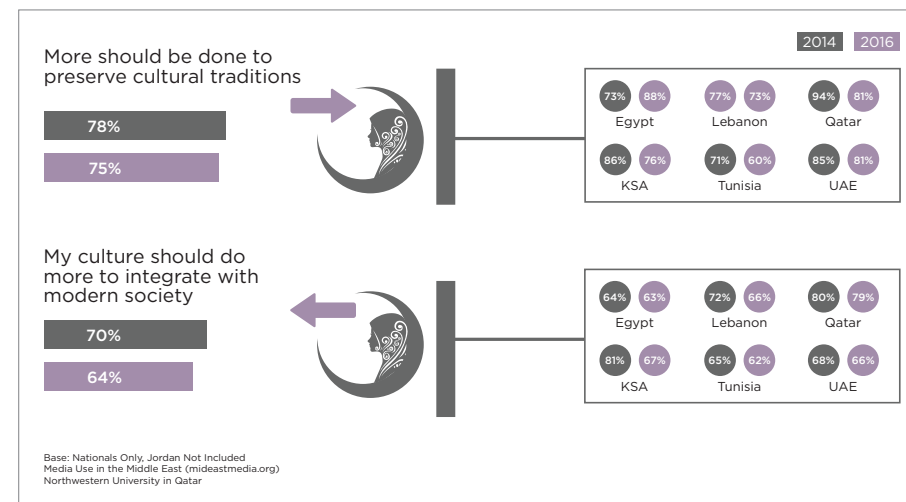 2014 2016
More should be done to
preserve cultural traditions
78%
75%
73% 88% 77% 73% 94% 81%
Egypt Lebanon Qatar
86% 76% 71% 60% 85% 81%
KSA Tunisia UAE
My culture should do
more to integrate with
modern society
70%
64%
64% 63% 72% 66% 80% 79%
Egypt Lebanon Qatar
81% 67% 65% 62% 68% 66%
KSA Tunisia UAE
Base: Nationals Only, Jordan Not Included
Media Use in the Middle East (mideastmedia.org)
Northwestern University in Qatar